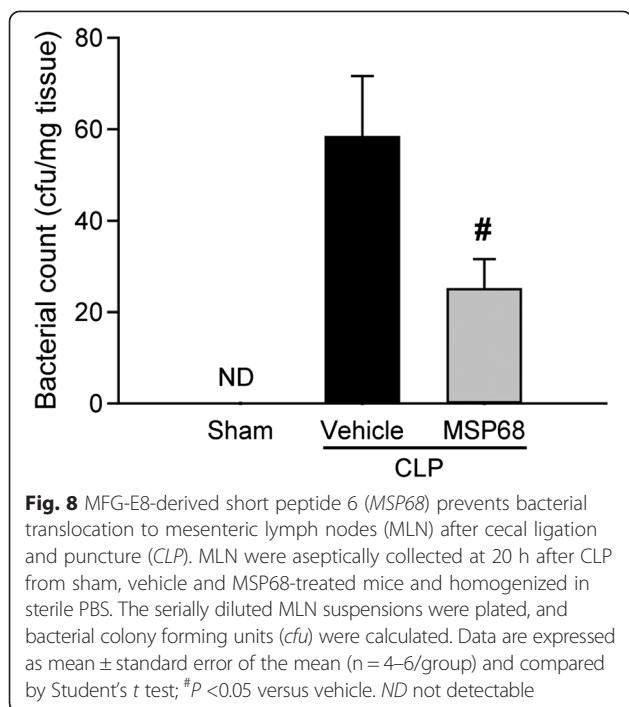 80
60
40
20
0
Bacterial count (cfu/mg tissue)
#
ND
Sham Vehicle MSP68
CLP
Fig. 8 MFG-E8-derived short peptide 6 (MSP68) prevents bacterial
translocation to mesenteric lymph nodes (MLN) after cecal ligation
and puncture (CLP). MLN were aseptically collected at 20 h after CLP
from sham, vehicle and MSP68-treated mice and homogenized in
sterile PBS. The serially diluted MLN suspensions were plated, and
bacterial colony forming units (cfu) were calculated. Data are expressed
as mean ± standard error of the mean (n = 4–6/group) and compared
by Student's t test; #P <0.05 versus vehicle. ND not detectable